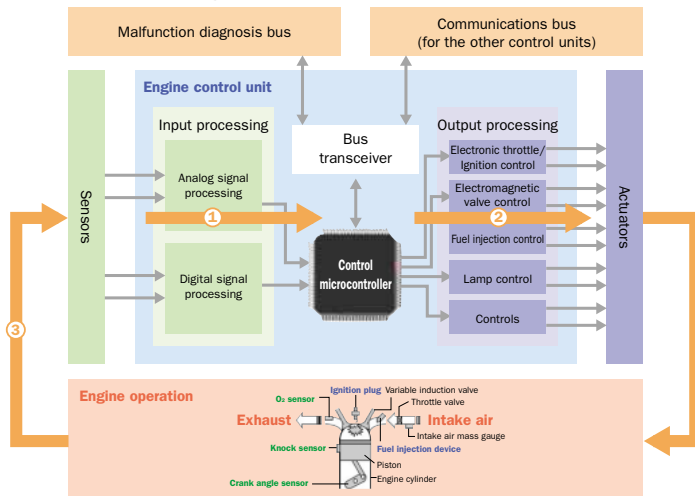 Malfunction diagnosis bus
Communications bus
(for the other control units)
Engine control unit
Input processing
Output processing
Bus
transceiver
Sensors
Analog signal
processing
Digital signal
processing
Control
microcontroller
Electronic throttle/
Ignition control
Electromagnetic
valve control
Fuel injection control
Lamp control
Controls
Actuators
1
2
3
Engine operation
Ignition plug
Variable induction valve
O₂ sensor
Throttle valve
Exhaust
Intake air
Intake air mass gauge
Knock sensor
Fuel injection device
Piston
Engine cylinder
Crank angle sensor